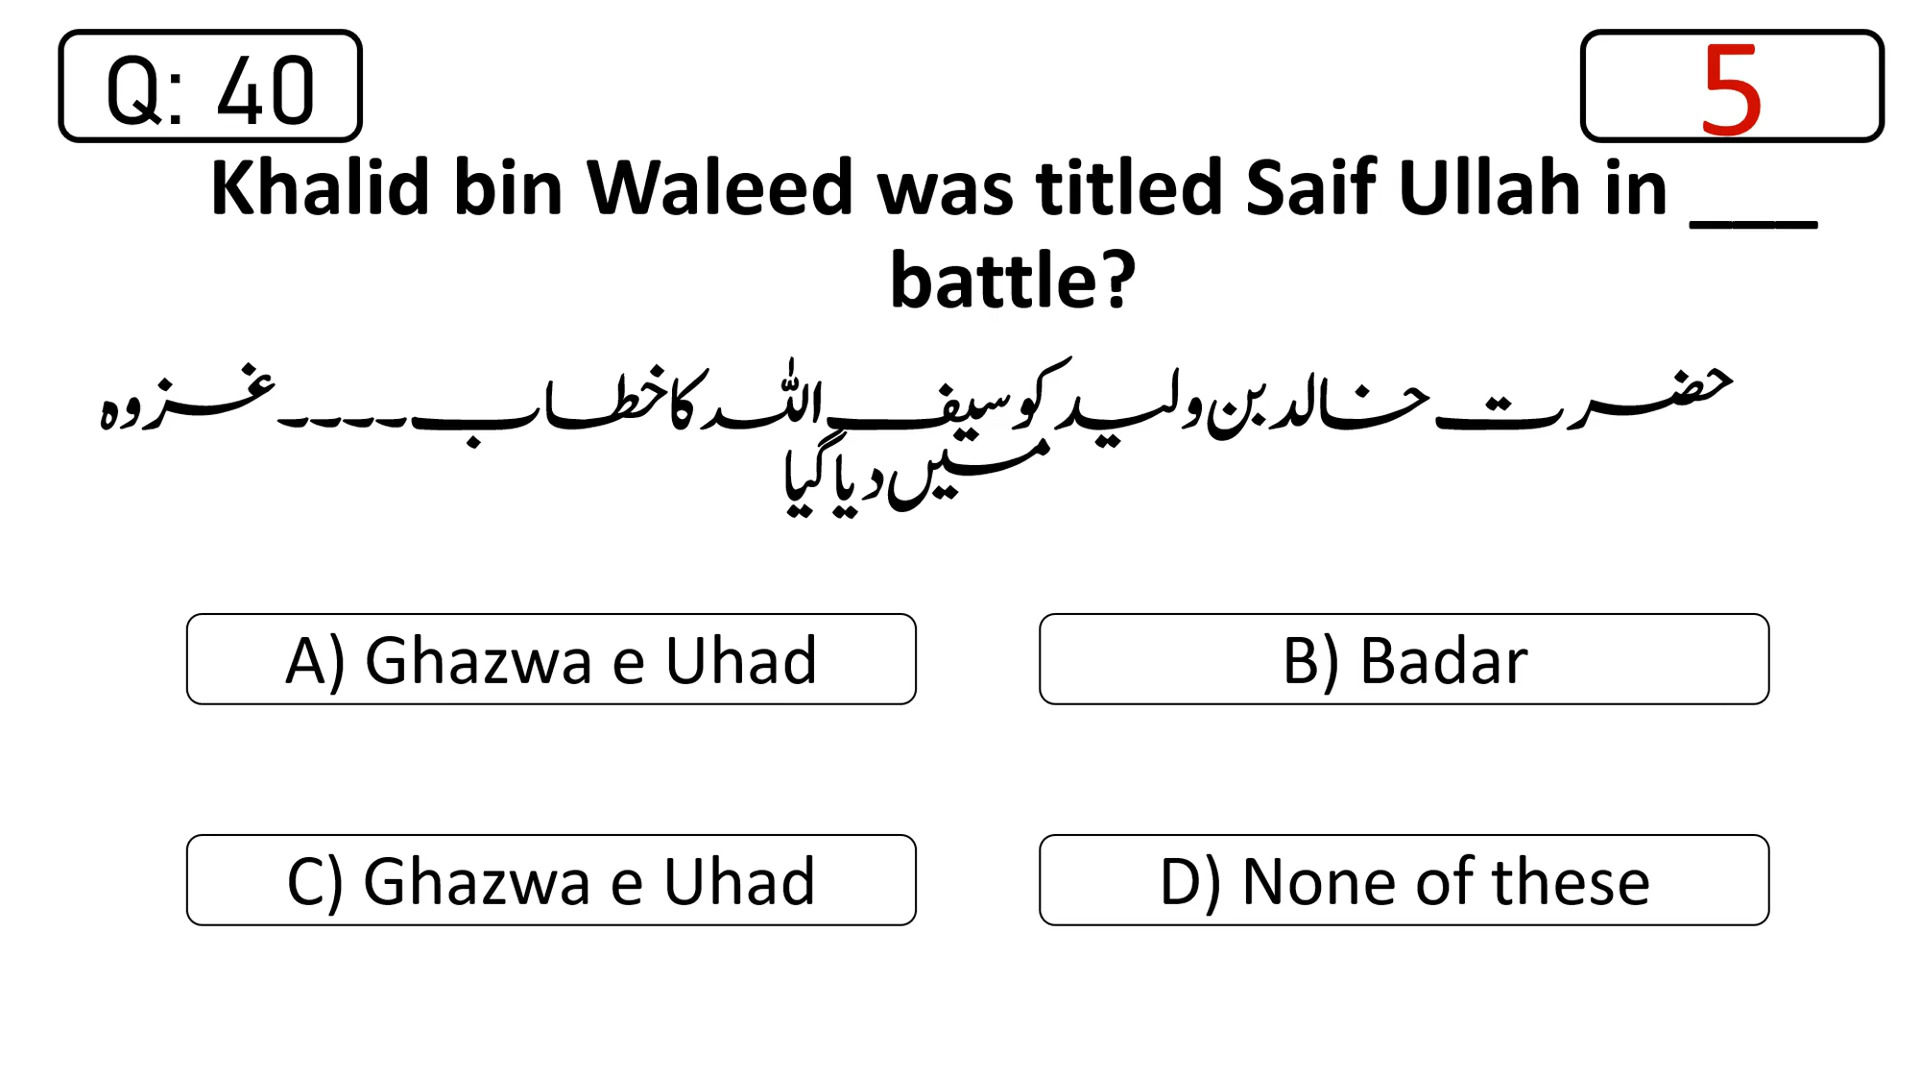 Q: 40
5
Khalid bin Waleed was titled Saif Ullah in ___
battle?
حضرت خالد بن ولید کو سیف اللہ کا خطاب ۔۔۔۔ غزوہ
میں دیا گیا
A) Ghazwa e Uhad
B) Badar
C) Ghazwa e Uhad
D) None of these